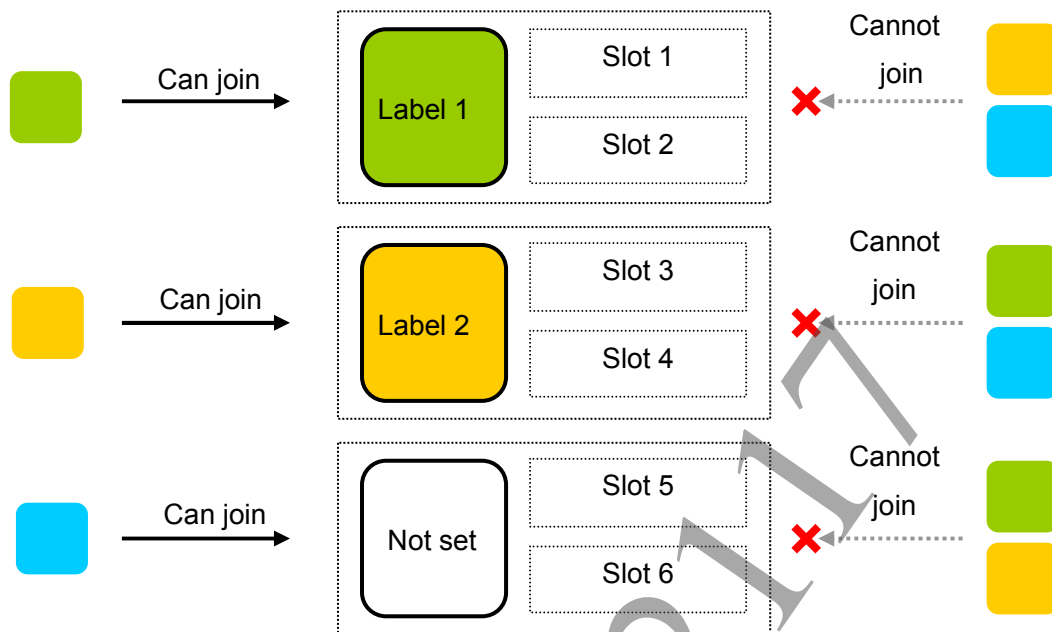 Can join
Label 1
Slot 1
Slot 2
Cannot
join
Can join
Label 2
Slot 3
Slot 4
Cannot
join
Can join
Not set
Slot 5
Slot 6
Cannot
join